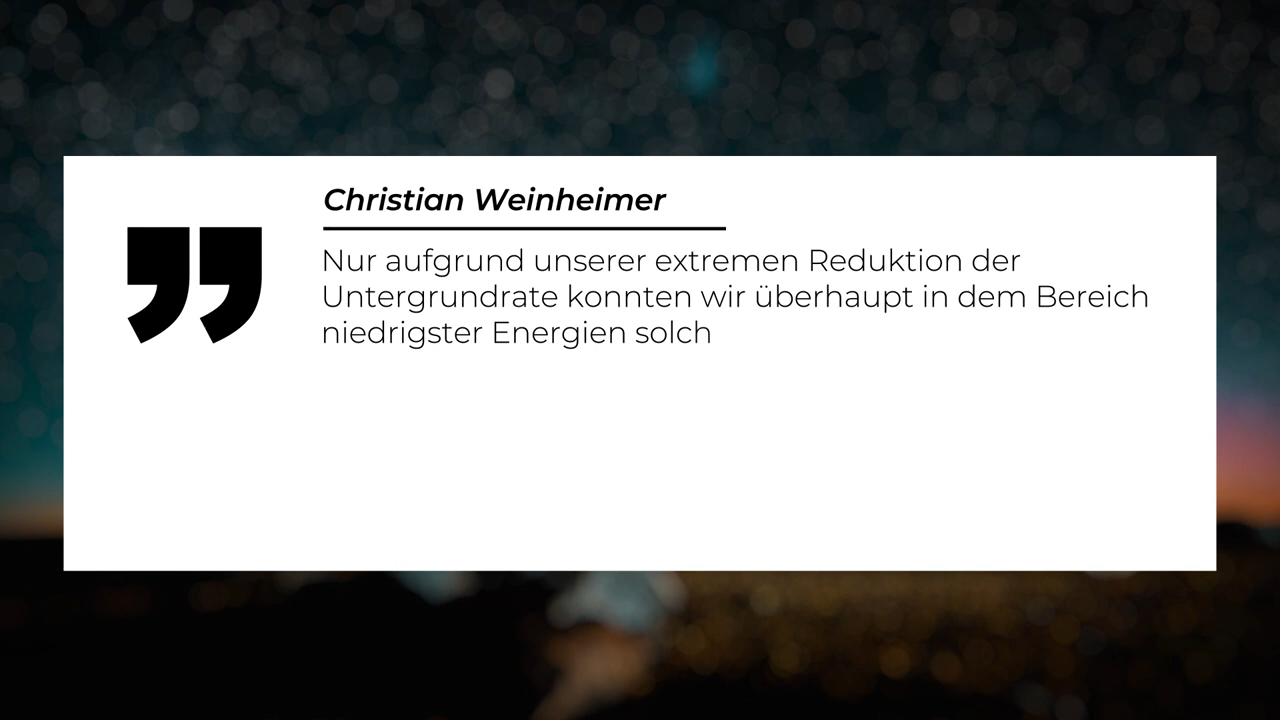 Christian Weinheimer
Nur aufgrund unserer extremen Reduktion der
Untergrundrate konnten wir überhaupt in dem Bereich
niedrigster Energien solch